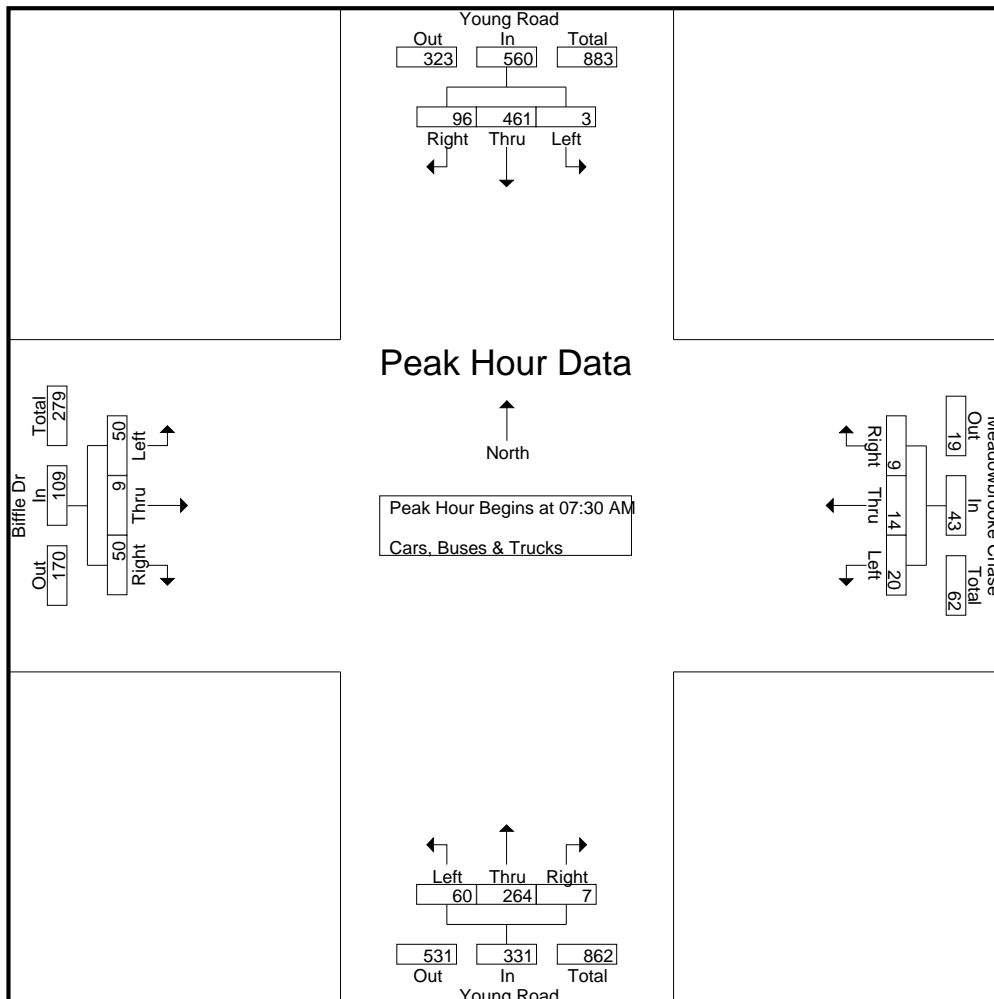 Young Road
Out In Total
323 560 883
96 461 3
Right Thru Left
Peak Hour Data
North
Peak Hour Begins at 07:30 AM
Cars, Buses & Trucks
Biffle Dr
Out In Total
170 109 279
50 9 50
Right Thru Left
Meadowbrooke Chase
Out In Total
19 43 62
9 14 20
Right Thru Left
Left Thru Right
60 264 7
531 331 862
Out In Total
Young Road